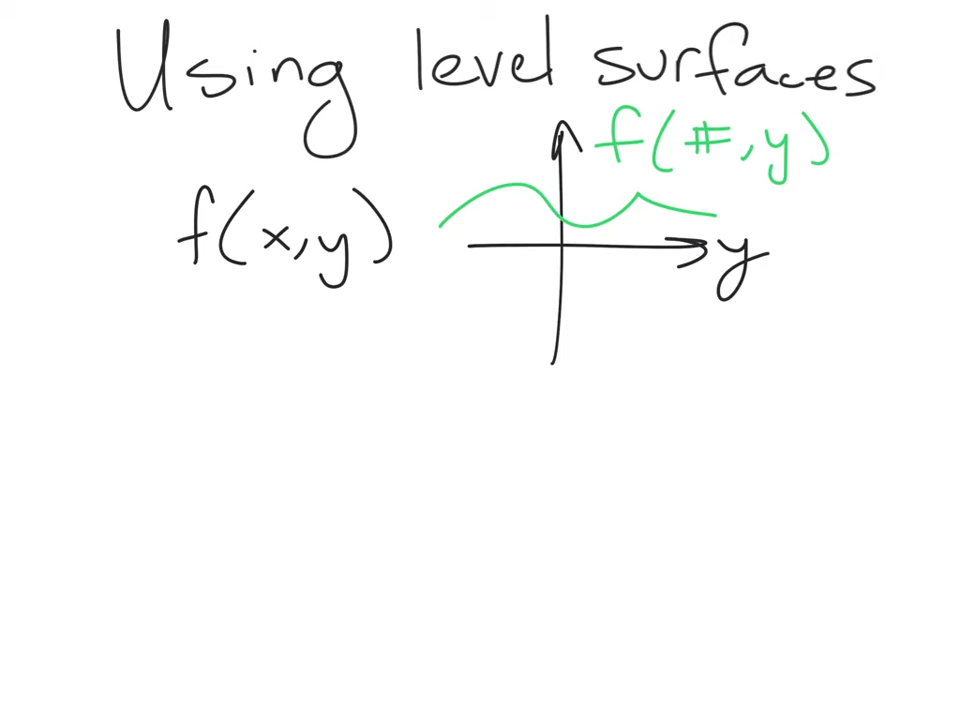 Using level surfaces
f(#,y)
f(x,y)
y